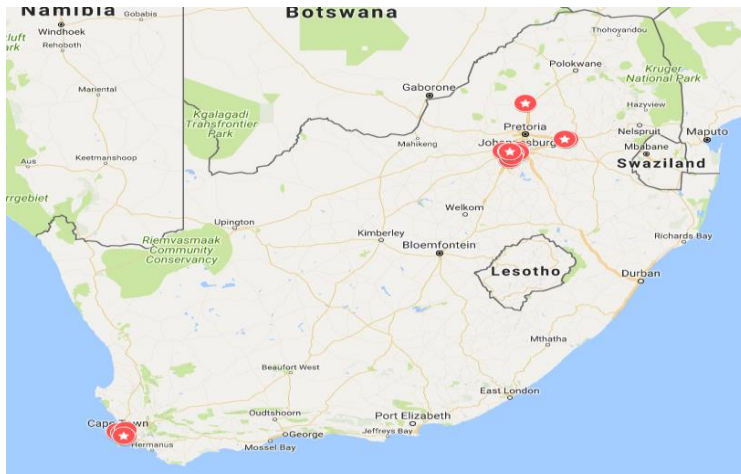 Namibia
Gobabis
Botswana
Windhoek
Rehoboth
Thohoyandou
Polokwane
Kruger
National Park
Mariental
Gaborone
Kgalagadi
Transfrontier
Park
Hazyview
Pretoria
Nelspruit
Maputo
Mahikeng
Johannesburg
Mbabane
Aus
Keetmanshoop
Swaziland
Welkom
Upington
Kimberley
Richards Bay
Riemvasmaak
Community
Conservancy
Bloemfontein
Lesotho
Durban
Mthatha
Beaufort West
East London
Cape Town
Oudtshoorn
Port Elizabeth
George
Jeffreys Bay
Hermanus
Mossel Bay